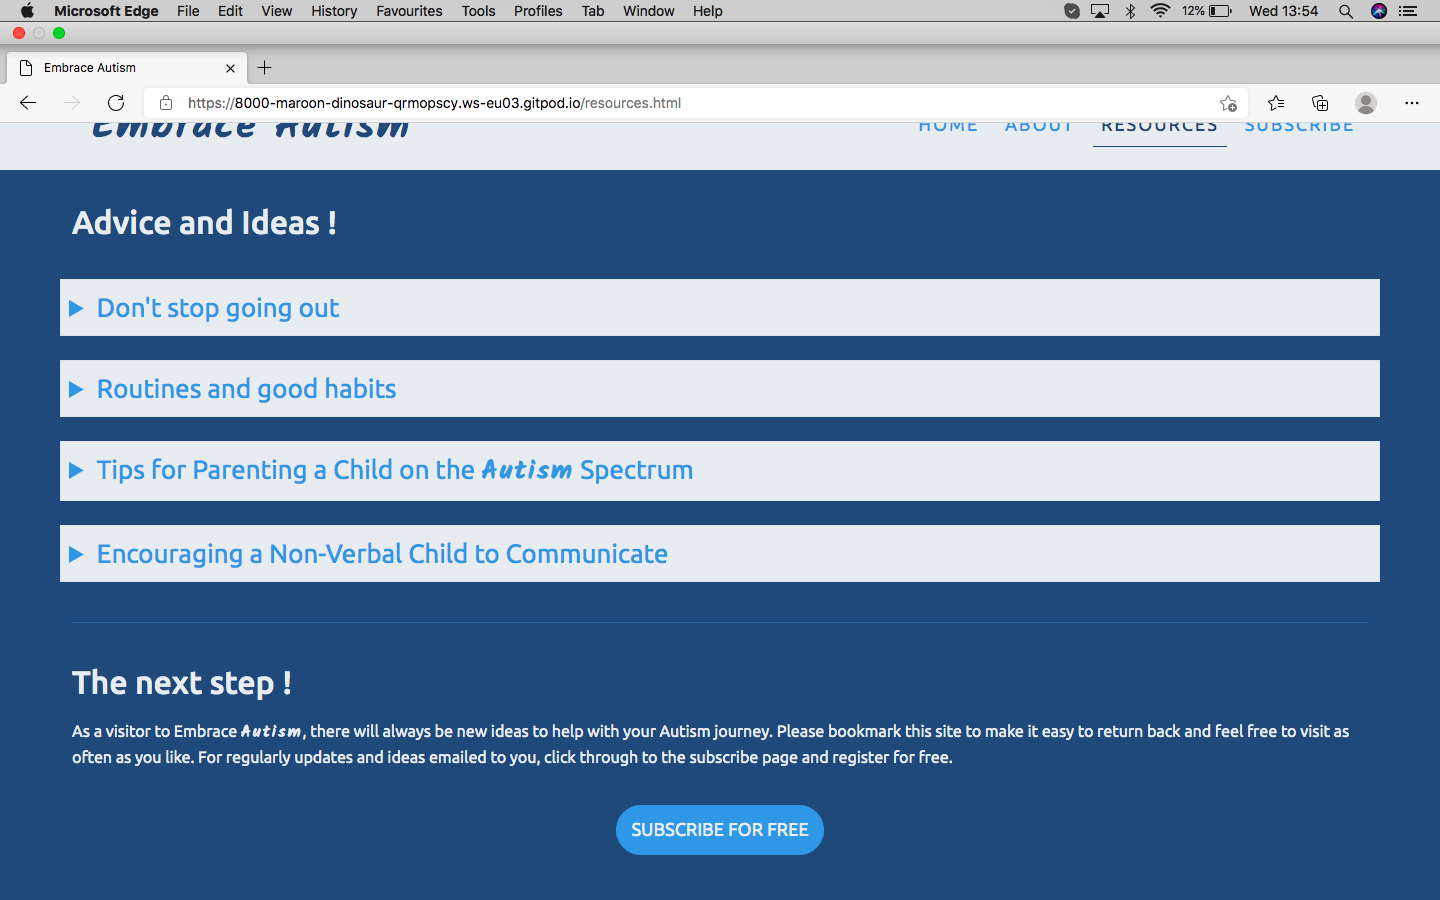 Microsoft Edge File Edit View History Favourites Tools Profiles Tab Window Help 12% Wed 13:54
Embrace Autism
https://8000-maroon-dinosaur-qrmopscy.ws-eu03.gitpod.io/resources.html
Embrace Autism HOME ABOUT RESOURCES SUBSCRIBE
Advice and Ideas !
Don't stop going out
Routines and good habits
Tips for Parenting a Child on the Autism Spectrum
Encouraging a Non-Verbal Child to Communicate
The next step !
As a visitor to Embrace Autism, there will always be new ideas to help with your Autism journey. Please bookmark this site to make it easy to return back and feel free to visit as
often as you like. For regularly updates and ideas emailed to you, click through to the subscribe page and register for free.
SUBSCRIBE FOR FREE